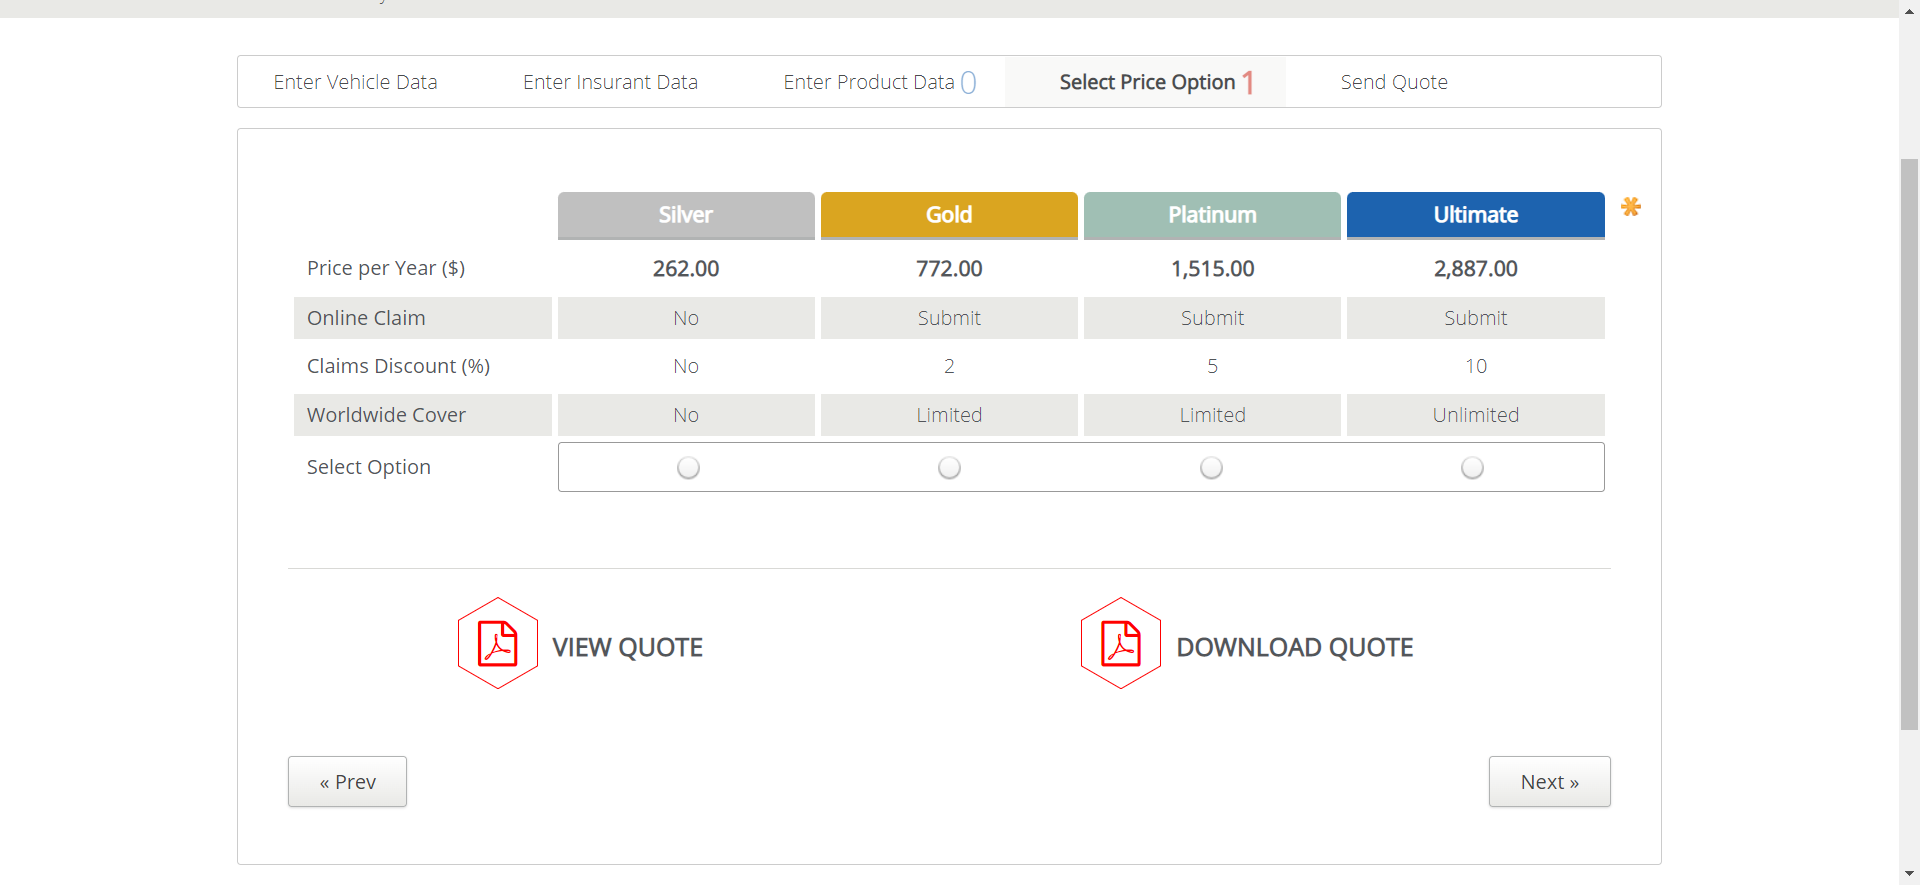 Enter Vehicle Data Enter Insurant Data Enter Product Data 0 Select Price Option 1 Send Quote
Silver Gold Platinum Ultimate
Price per Year ($) 262.00 772.00 1,515.00 2,887.00
Online Claim No Submit Submit Submit
Claims Discount (%) No 2 5 10
Worldwide Cover No Limited Limited Unlimited
Select Option
VIEW QUOTE DOWNLOAD QUOTE
« Prev Next »